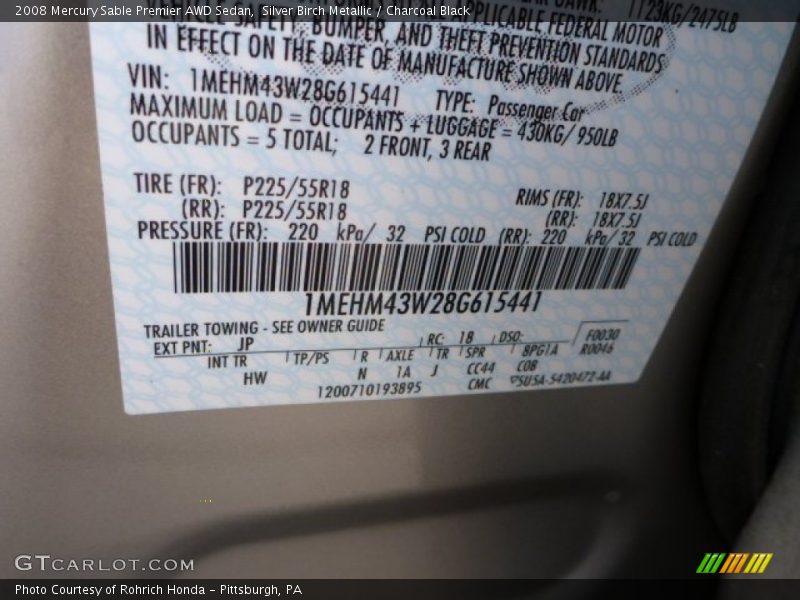 2008 Mercury Sable Premier AWD Sedan, Silver Birch Metallic / Charcoal Black
1123KG/2475LB
SAFETY, BUMPER, AND THEFT PREVENTION STANDARDS
APPLICABLE FEDERAL MOTOR
IN EFFECT ON THE DATE OF MANUFACTURE SHOWN ABOVE.
VIN: 1MEHM43W28G615441 TYPE: Passenger Car
MAXIMUM LOAD = OCCUPANTS + LUGGAGE = 430KG/ 950LB
OCCUPANTS = 5 TOTAL; 2 FRONT, 3 REAR
TIRE (FR): P225/55R18 RIMS (FR): 18X7.5J
(RR): P225/55R18 (RR): 18X7.5J
PRESSURE (FR): 220 kPa/ 32 PSI COLD (RR): 220 kPa/ 32 PSI COLD
1MEHM43W28G615441
TRAILER TOWING - SEE OWNER GUIDE
EXT PNT: JP RC: 18 DSO: F0030
R0046
INT TR TP/PS R AXLE TR SPR BPG1A
HW N 1A J CC44 C0B
1200710193895 CMC 5U5A-5420472-AA
GTCARLOT.COM
Photo Courtesy of Rohrich Honda – Pittsburgh, PA